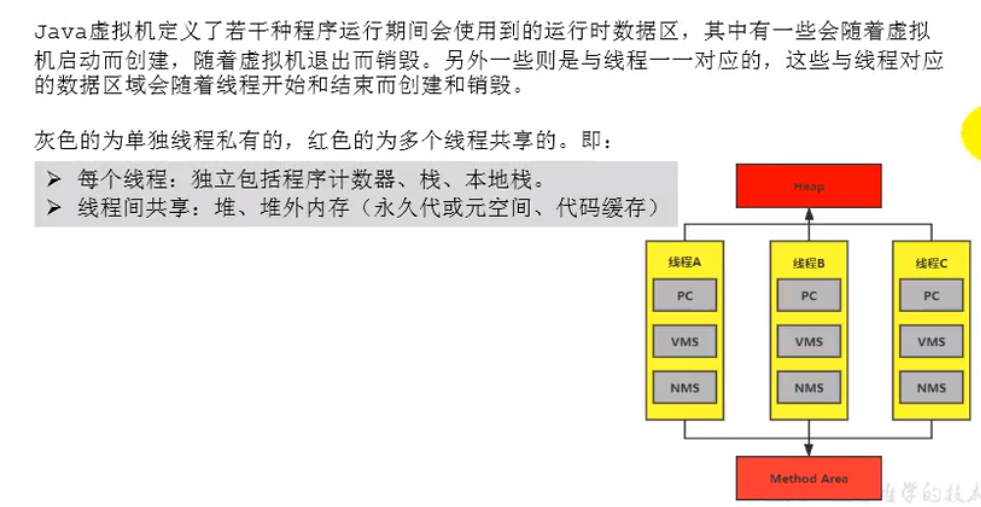 Java虚拟机定义了若干种程序运行期间会使用到的运行时数据区，其中有一些会随着虚拟
机启动而创建，随着虚拟机退出而销毁。另外一些则是与线程一一对应的，这些与线程对应
的数据区域会随着线程开始和结束而创建和销毁。
灰色的为单独线程私有的，红色的为多个线程共享的。即：
➢ 每个线程：独立包括程序计数器、栈、本地栈。
➢ 线程间共享：堆、堆外内存（永久代或元空间、代码缓存）
Heap
线程A
线程B
线程C
PC
PC
PC
VMS
VMS
VMS
NMS
NMS
NMS
Method Area
学的技术